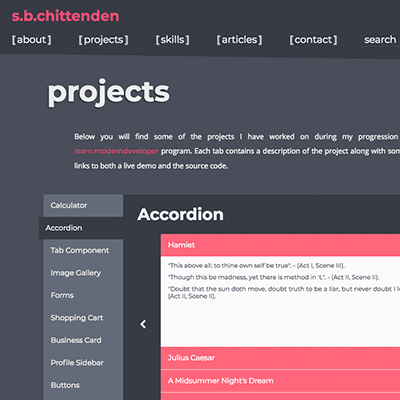 s.b.chittenden
[about] [projects] [skills] [articles] [contact] search
projects
Below you will find some of the projects I have worked on during my progression
learn.moderndeveloper program. Each tab contains a description of the project along with som
links to both a live demo and the source code.
Calculator
Accordion
Tab Component
Image Gallery
Forms
Shopping Cart
Business Card
Profile Sidebar
Buttons
Accordion
Hamlet
"This above all: to thine own self be true". - (Act I, Scene III).
"Though this be madness, yet there is method in 't.". - (Act II, Scene II).
"Doubt that the sun doth move, doubt truth to be a liar, but never doubt I l
(Act II, Scene II).
Julius Caesar
A Midsummer Night's Dream